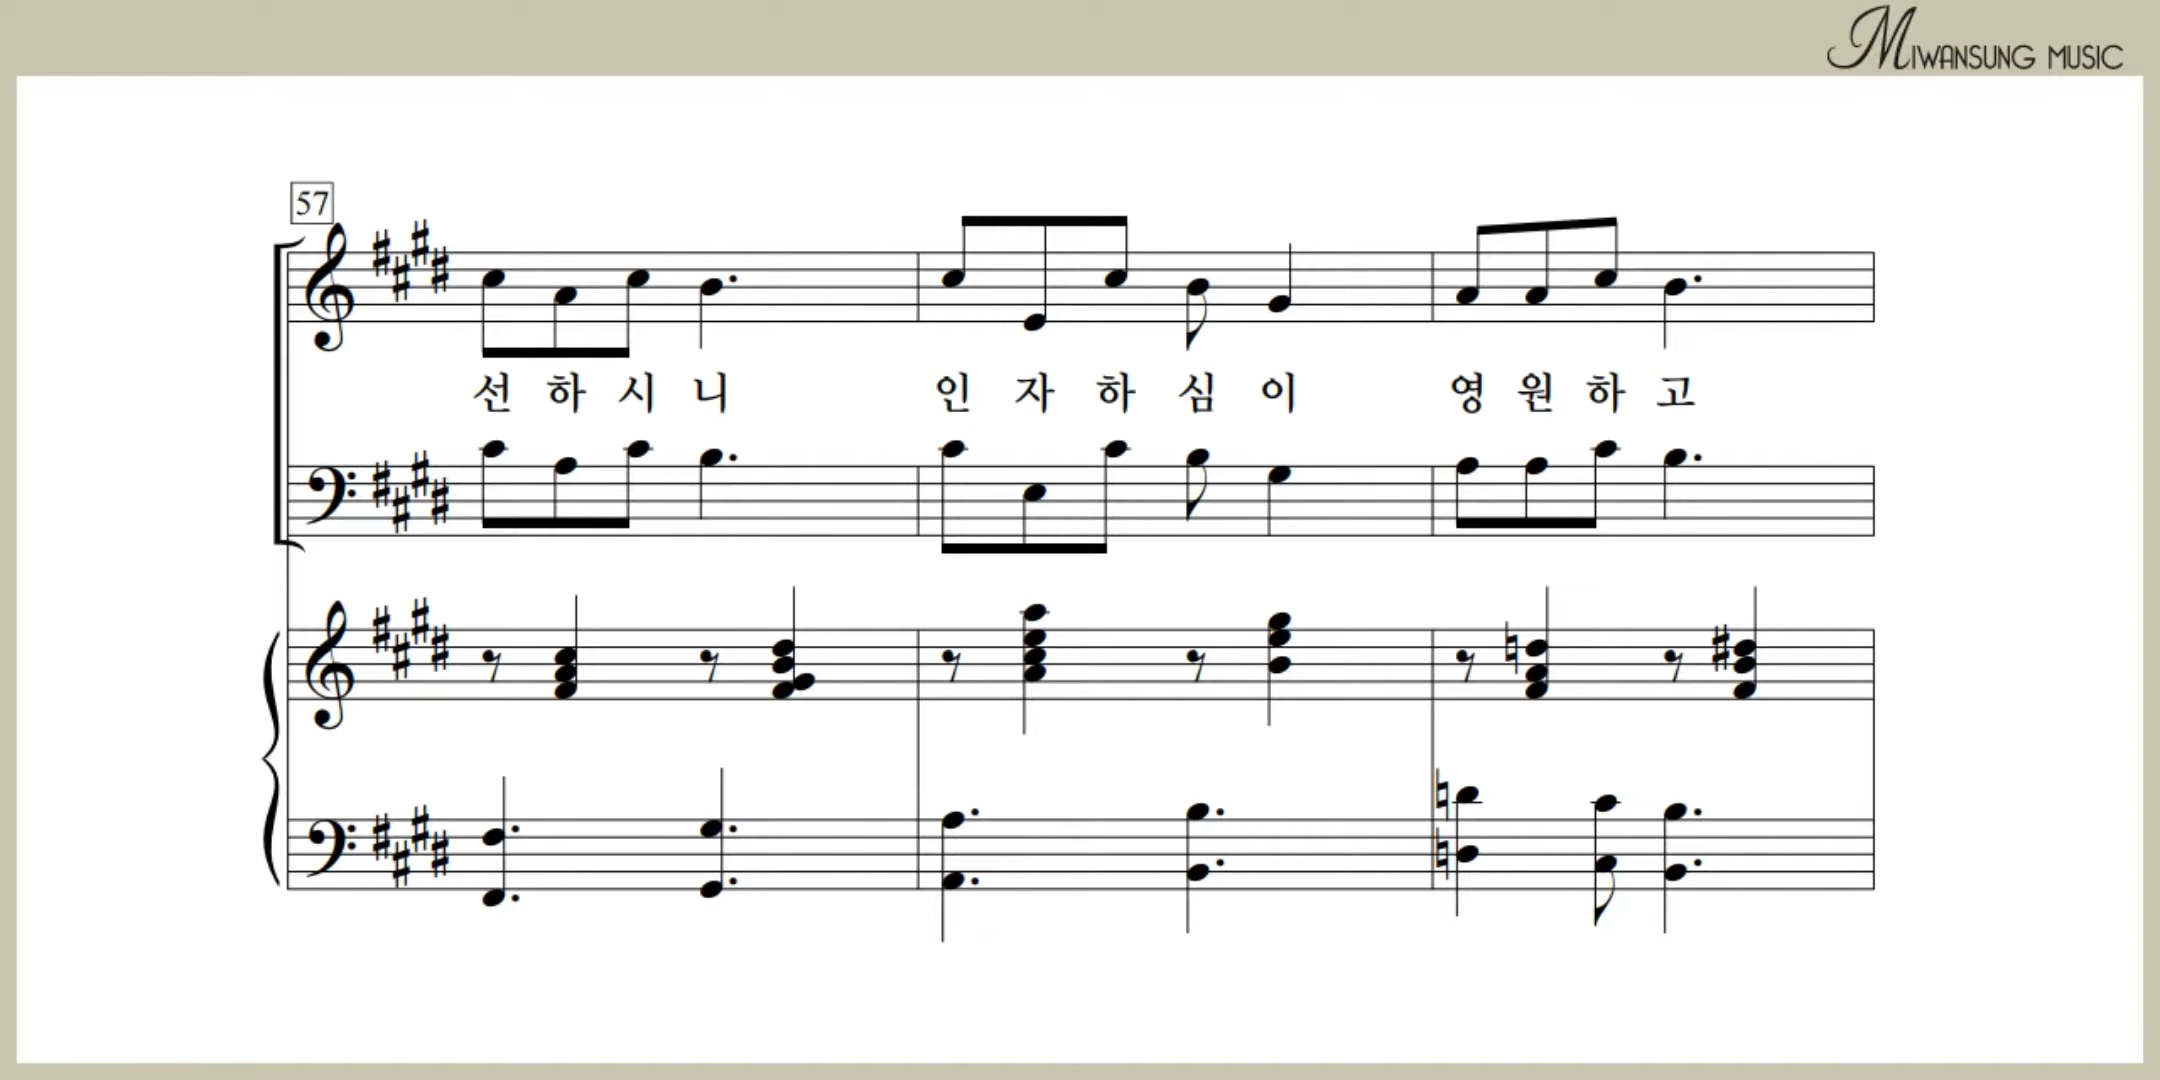 MIWANSUNG MUSIC
57
선 하 시 니 인 자 하 심 이 영 원 하 고